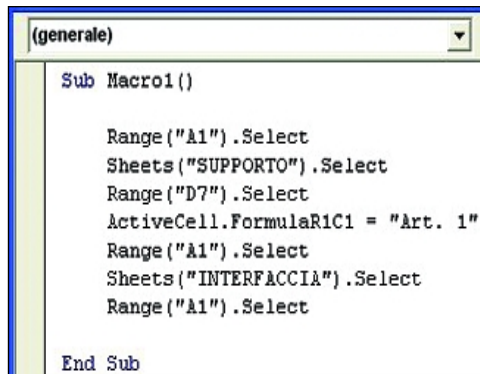 (generale)
Sub Macro1()
Range("A1").Select
Sheets("SUPPORTO").Select
Range("D7").Select
ActiveCell.FormulaR1C1 = "Art. 1"
Range("A1").Select
Sheets("INTERFACCIA").Select
Range("A1").Select
End Sub